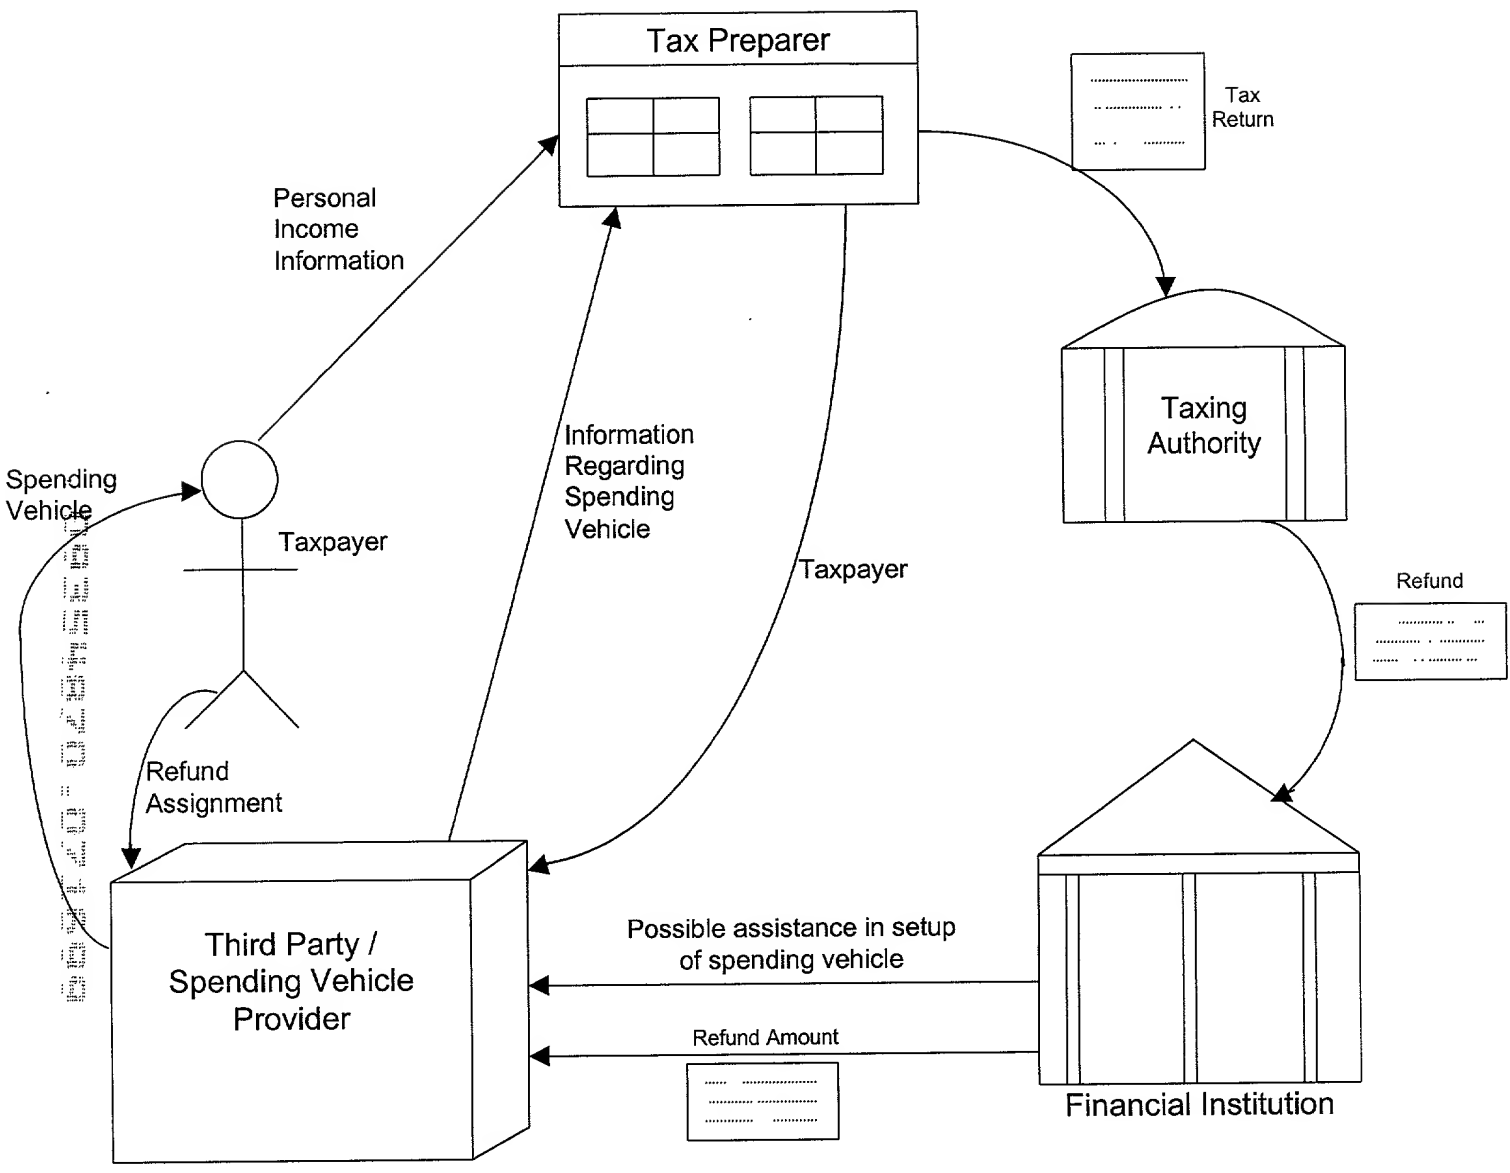 Tax Preparer
Tax
Return
Personal
Income
Information
Taxing
Authority
Information
Regarding
Spending
Vehicle
Spending
Vehicle
Taxpayer
Taxpayer
Refund
Refund
Assignment
Third Party /
Spending Vehicle
Provider
Possible assistance in setup
of spending vehicle
Refund Amount
Financial Institution